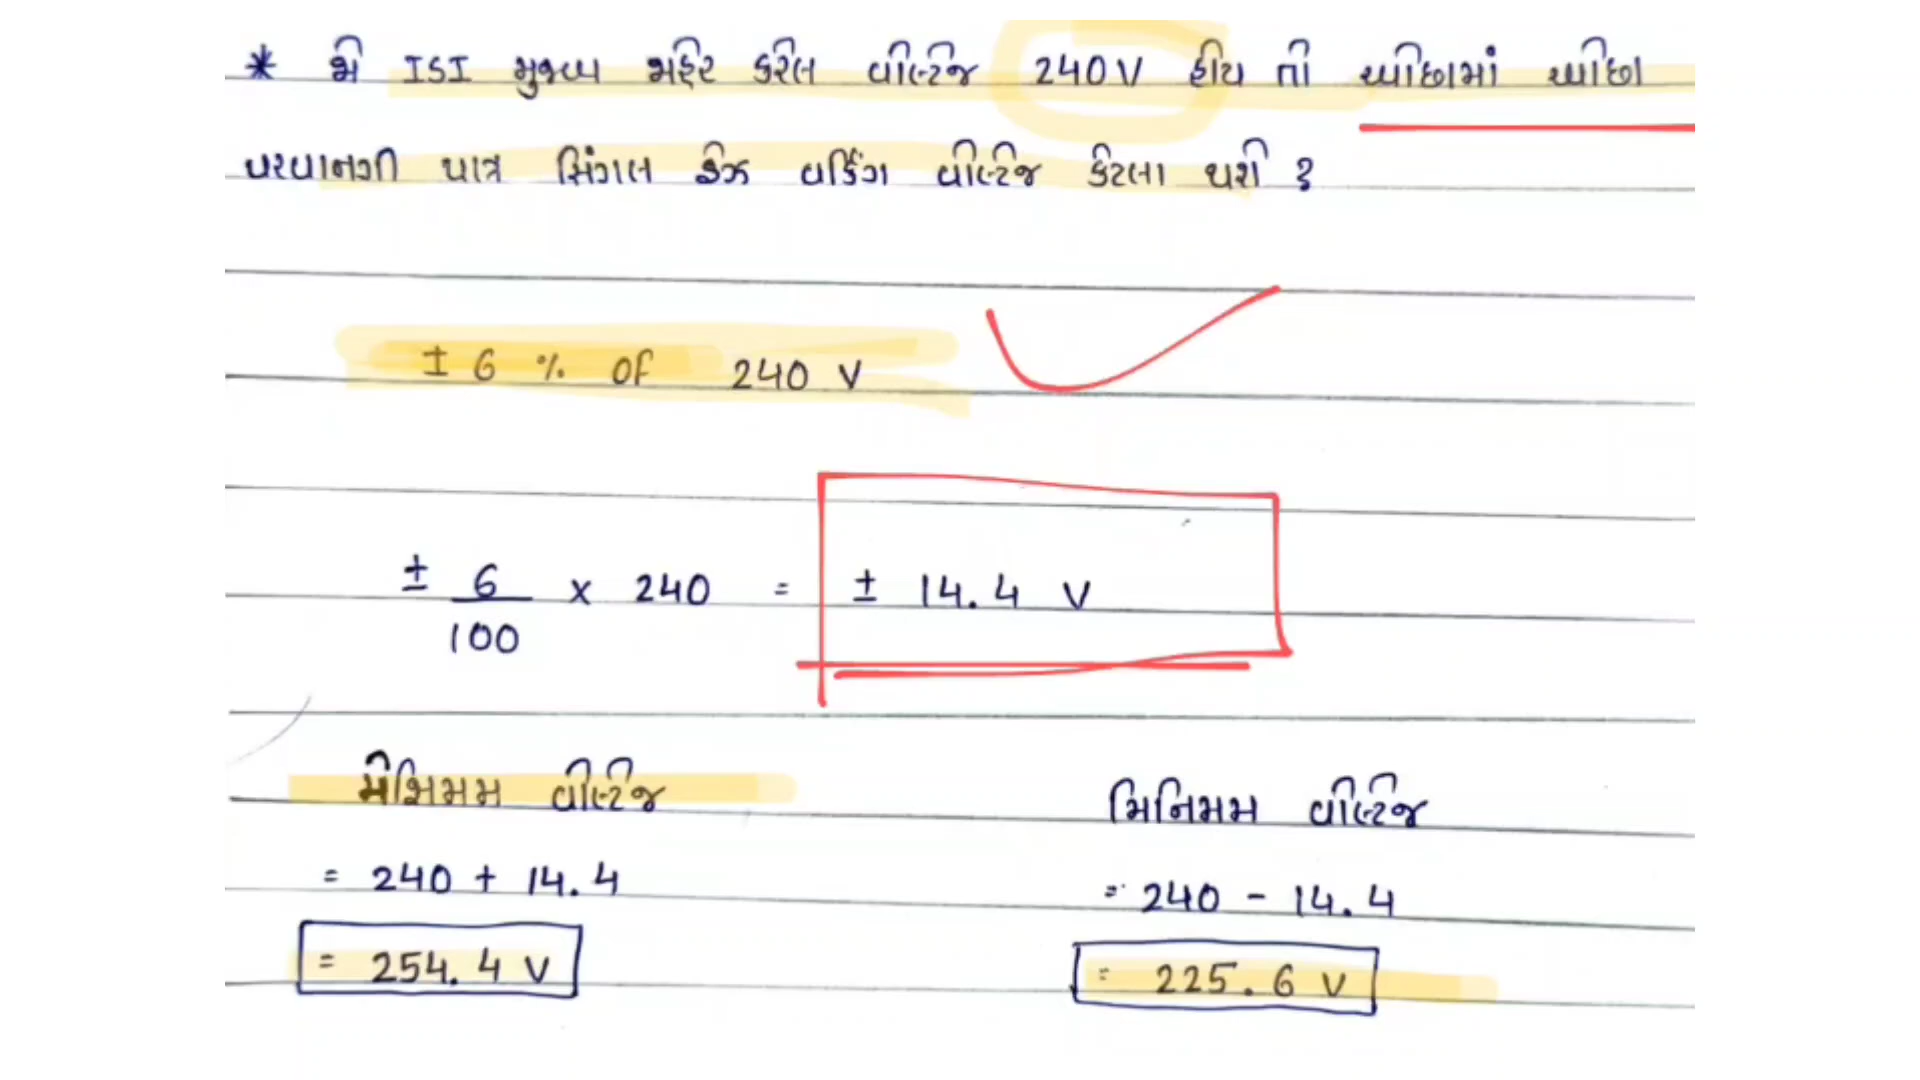 * જો ISI મુજબ જાહેર કરેલ વોલ્ટેજ 240V હોય તો ઓછામાં ઓછા
પરવાનગી પાત્ર સિંગલ ફેઝ વર્કિંગ વોલ્ટેજ કેટલા થશે ?
± 6 % of 240 V
± 6/100 x 240 = ± 14.4 V
વોલ્ટેજ મિનિમમ વોલ્ટેજ
= 240 + 14.4 = 240 - 14.4
= 254.4 V = 225.6 V